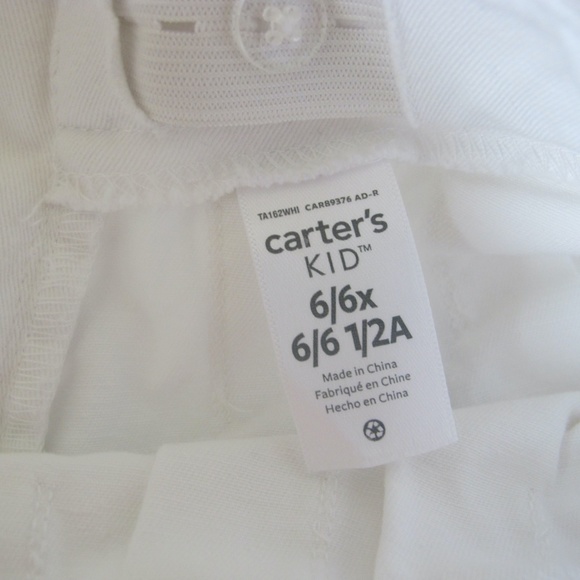 TA162WHI CAR89376 AD-R
carter's
KID™
6/6x
6/6 1/2A
Made in China
Fabriqué en Chine
Hecho en China